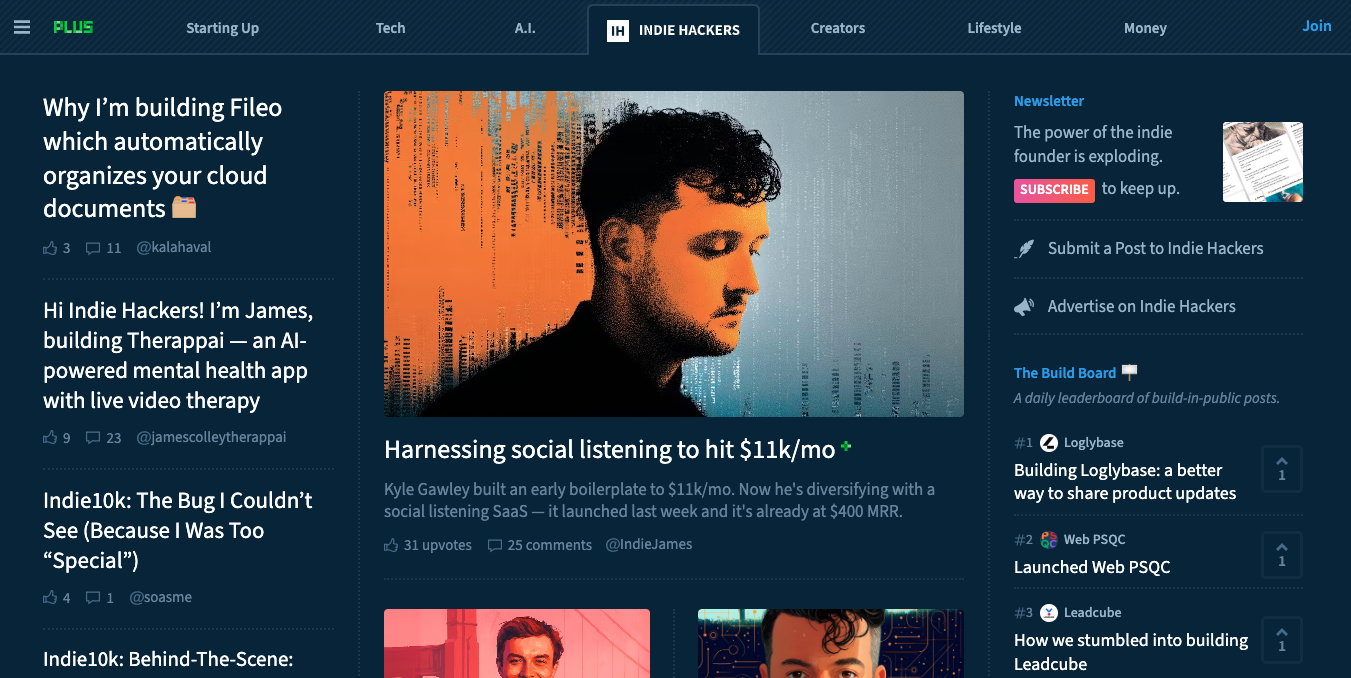 PLUS
Starting Up
Tech
A.I.
IH INDIE HACKERS
Creators
Lifestyle
Money
Join
Why I’m building Fileo
which automatically
organizes your cloud
documents
3 11 @kalahaval
Hi Indie Hackers! I’m James,
building Therappai — an AI-
powered mental health app
with live video therapy
9 23 @jamescolleytherappai
Indie10k: The Bug I Couldn’t
See (Because I Was Too
“Special”)
4 1 @soasme
Indie10k: Behind-The-Scene:
Harnessing social listening to hit $11k/mo
Kyle Gawley built an early boilerplate to $11k/mo. Now he's diversifying with a
social listening SaaS — it launched last week and it's already at $400 MRR.
31 upvotes 25 comments @IndieJames
Newsletter
The power of the indie
founder is exploding.
SUBSCRIBE to keep up.
Submit a Post to Indie Hackers
Advertise on Indie Hackers
The Build Board
A daily leaderboard of build-in-public posts.
#1 Loglybase
Building Loglybase: a better
way to share product updates
1
#2 Web PSQC
Launched Web PSQC
1
#3 Leadcube
How we stumbled into building
Leadcube
1